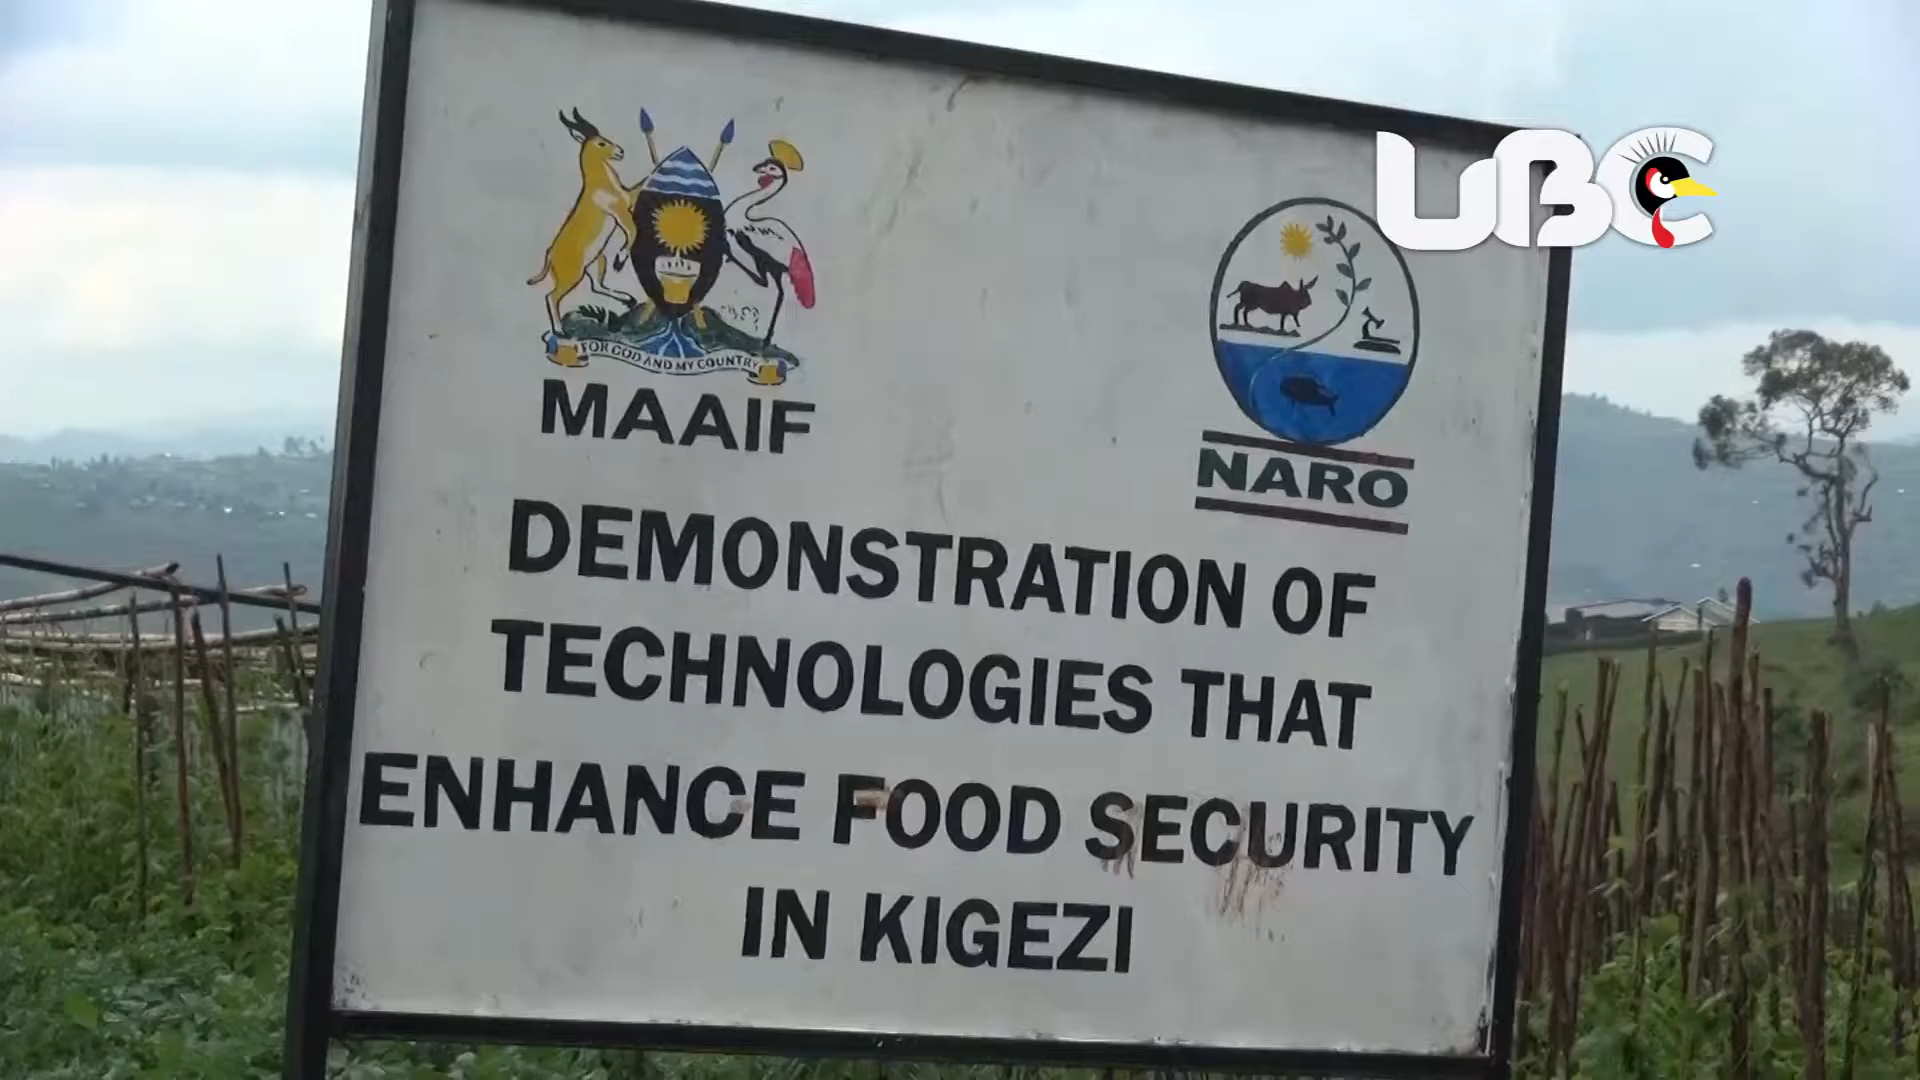 UBC
FOR GOD AND MY COUNTRY
MAAIF
NARO
DEMONSTRATION OF
TECHNOLOGIES THAT
ENHANCE FOOD SECURITY
IN KIGEZI